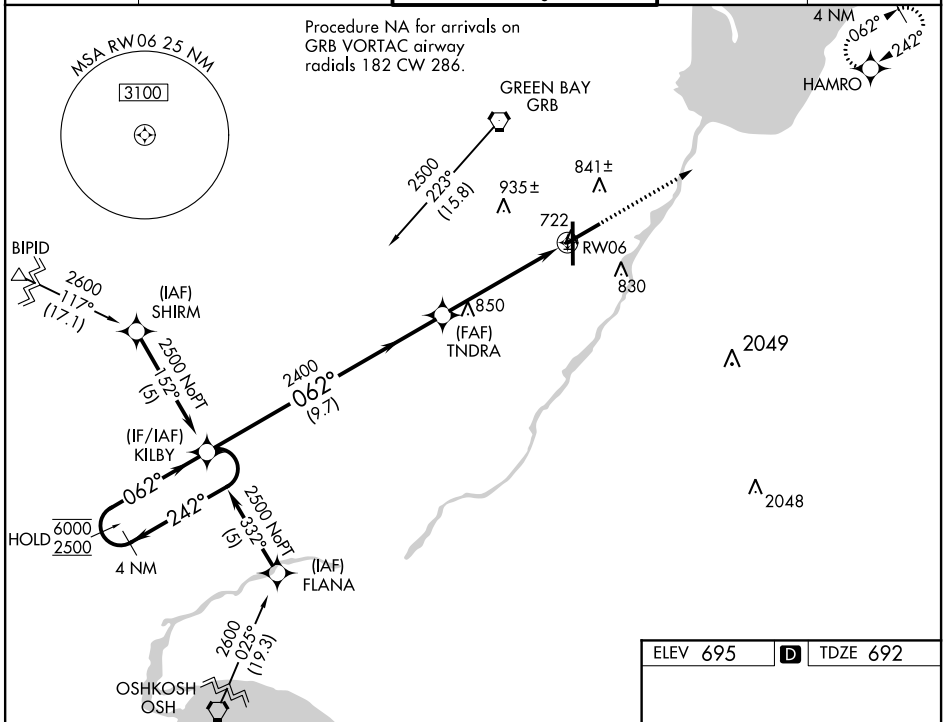 Procedure NA for arrivals on
GRB VORTAC airway
radials 182 CW 286.
MSA RW06 25 NM
3100
4 NM
062°
242°
HAMRO
GREEN BAY
GRB
2500
223°
(15.8)
935±
841±
722
RW06
830
BIPID
2600
117°
(17.1)
(IAF)
SHIRM
2500 NoPT
152°
(5)
850
(FAF)
TNDRA
2400
062°
(9.7)
2049
(IF/IAF)
KILBY
062°
242°
HOLD
6000
2500
4 NM
2500 NoPT
332°
(5)
2048
(IAF)
FLANA
2600
025°
(19.3)
OSHKOSH
OSH
ELEV 695
D
TDZE 692